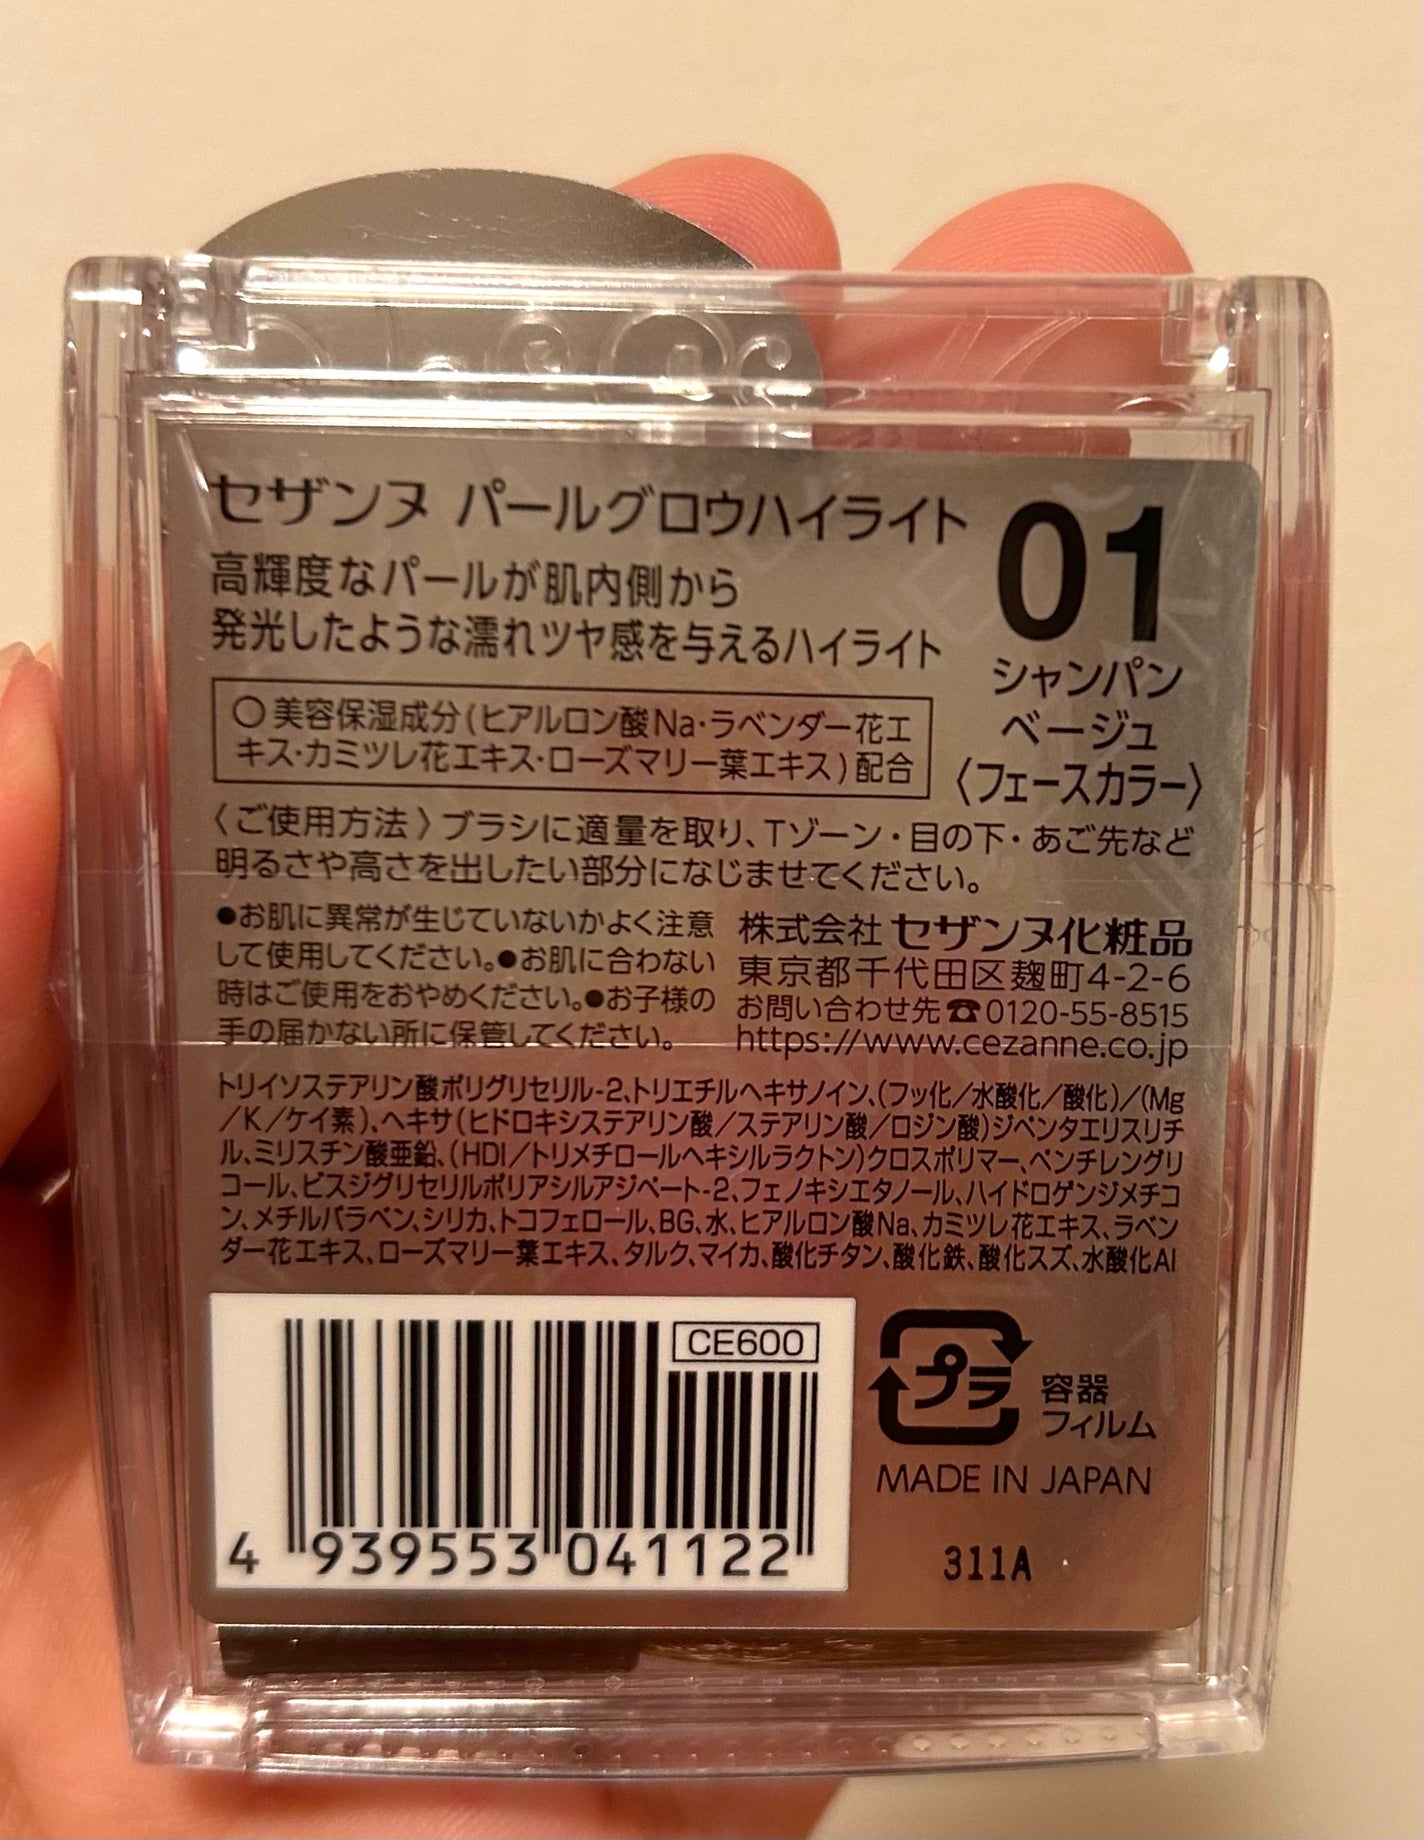 セザンヌ パールグロウハイライト
高輝度なパールが肌内側から
発光したような濡れツヤ感を与えるハイライト
01
シャンパン
ベージュ
〈フェースカラー〉
○美容保湿成分(ヒアルロン酸Na・ラベンダー花エ
キス・カミツレ花エキス・ローズマリー葉エキス)配合
〈ご使用方法〉ブラシに適量を取り、Tゾーン・目の下・あご先など
明るさや高さを出したい部分になじませてください。
●お肌に異常が生じていないかよく注意
して使用してください。●お肌に合わない
時はご使用をおやめください。●お子様の
手の届かない所に保管してください。
株式会社 セザンヌ化粧品
東京都千代田区麹町4-2-6
お問い合わせ先☎0120-55-8515
https://www.cezanne.co.jp
トリイソステアリン酸ポリグリセリル-2、トリエチルヘキサノイン、(フッ化/水酸化/酸化)/(Mg
/K/ケイ素)、ヘキサ(ヒドロキシステアリン酸/ステアリン酸/ロジン酸)ジペンタエリスリチ
ル、ミリスチン酸亜鉛、(HDI/トリメチロールヘキシルラクトン)クロスポリマー、ペンチレングリ
コール、ビスジグリセリルポリアシルアジペート-2、フェノキシエタノール、ハイドロゲンジメチコ
ン、メチルパラベン、シリカ、トコフェロール、BG、水、ヒアルロン酸Na、カミツレ花エキス、ラベン
ダー花エキス、ローズマリー葉エキス、タルク、マイカ、酸化チタン、酸化鉄、酸化スズ、水酸化Al
CE600
4 939553 041122
プラ
容器
フィルム
MADE IN JAPAN
311A